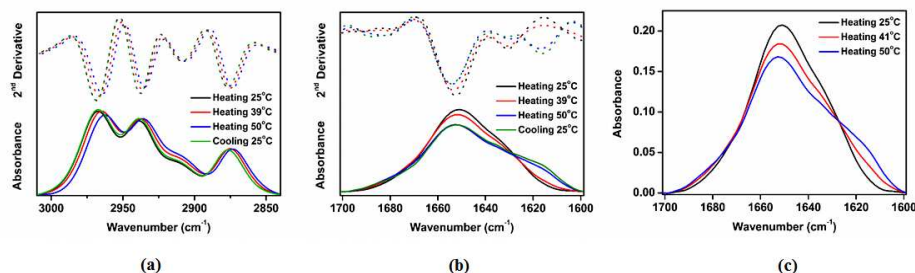 2nd Derivative
Absorbance
Heating 25°C
Heating 39°C
Heating 50°C
Cooling 25°C
3000 2950 2900 2850
Wavenumber (cm-1)
(a)
2nd Derivative
Absorbance
Heating 25°C
Heating 39°C
Heating 50°C
Cooling 25°C
1700 1680 1660 1640 1620 1600
Wavenumber (cm-1)
(b)
Absorbance
0.20
0.15
0.10
0.05
0.00
Heating 25°C
Heating 41°C
Heating 50°C
1700 1680 1660 1640 1620 1600
Wavenumber (cm-1)
(c)